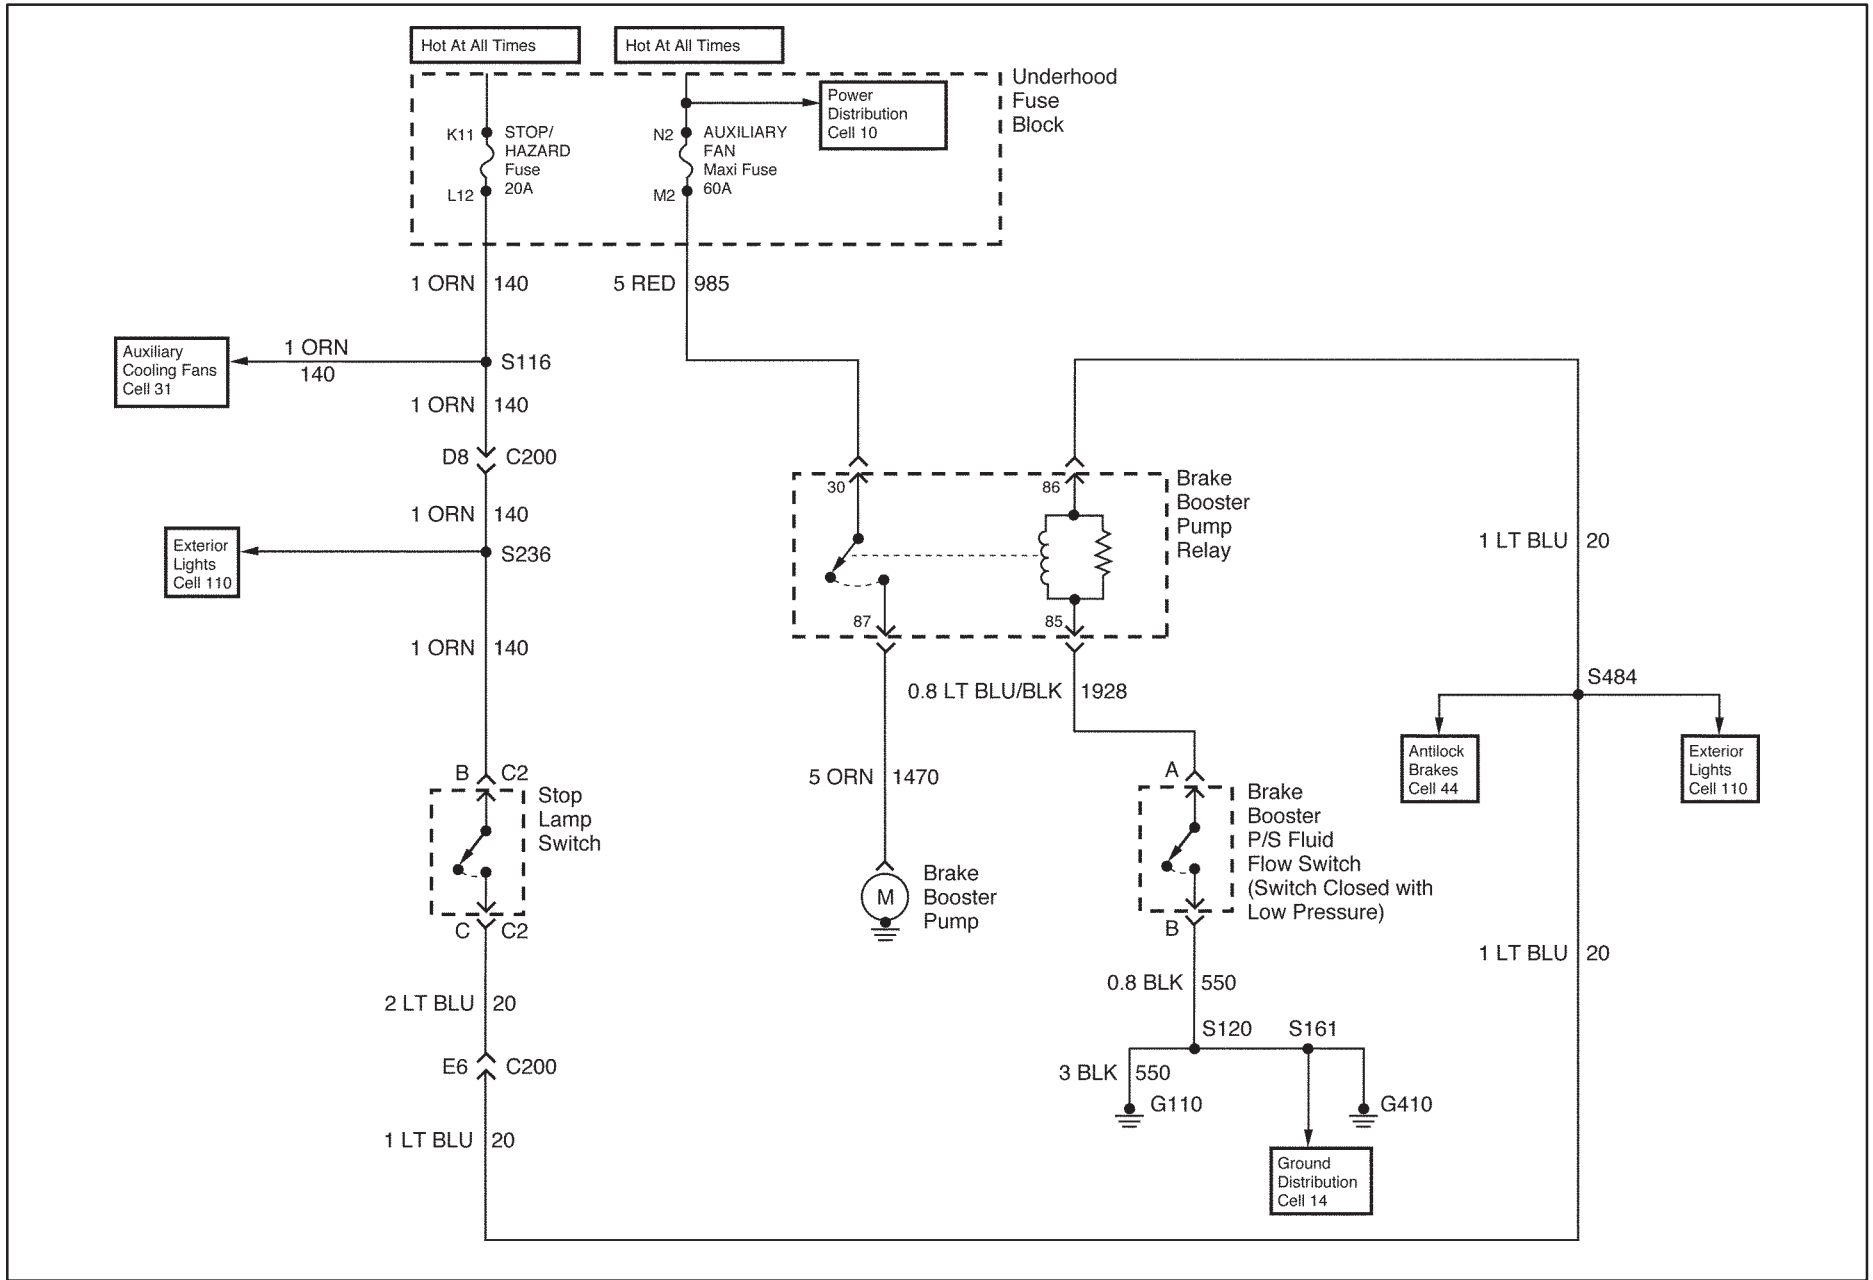 Hot At All Times
Hot At All Times
Underhood
Fuse
Block
Power
Distribution
Cell 10
K11
STOP/
HAZARD
Fuse
20A
L12
N2
AUXILIARY
FAN
Maxi Fuse
60A
M2
1 ORN 140
5 RED 985
Auxiliary
Cooling Fans
Cell 31
1 ORN
140
S116
1 ORN 140
D8 C200
1 ORN 140
Exterior
Lights
Cell 110
S236
1 ORN 140
30
86
87
85
Brake
Booster
Pump
Relay
1 LT BLU 20
0.8 LT BLU/BLK 1928
S484
Antilock
Brakes
Cell 44
Exterior
Lights
Cell 110
B C2
Stop
Lamp
Switch
C C2
5 ORN 1470
M
Brake
Booster
Pump
A
Brake
Booster
P/S Fluid
Flow Switch
(Switch Closed with
Low Pressure)
B
1 LT BLU 20
2 LT BLU 20
0.8 BLK 550
S120
S161
E6 C200
3 BLK 550
G110
G410
1 LT BLU 20
Ground
Distribution
Cell 14